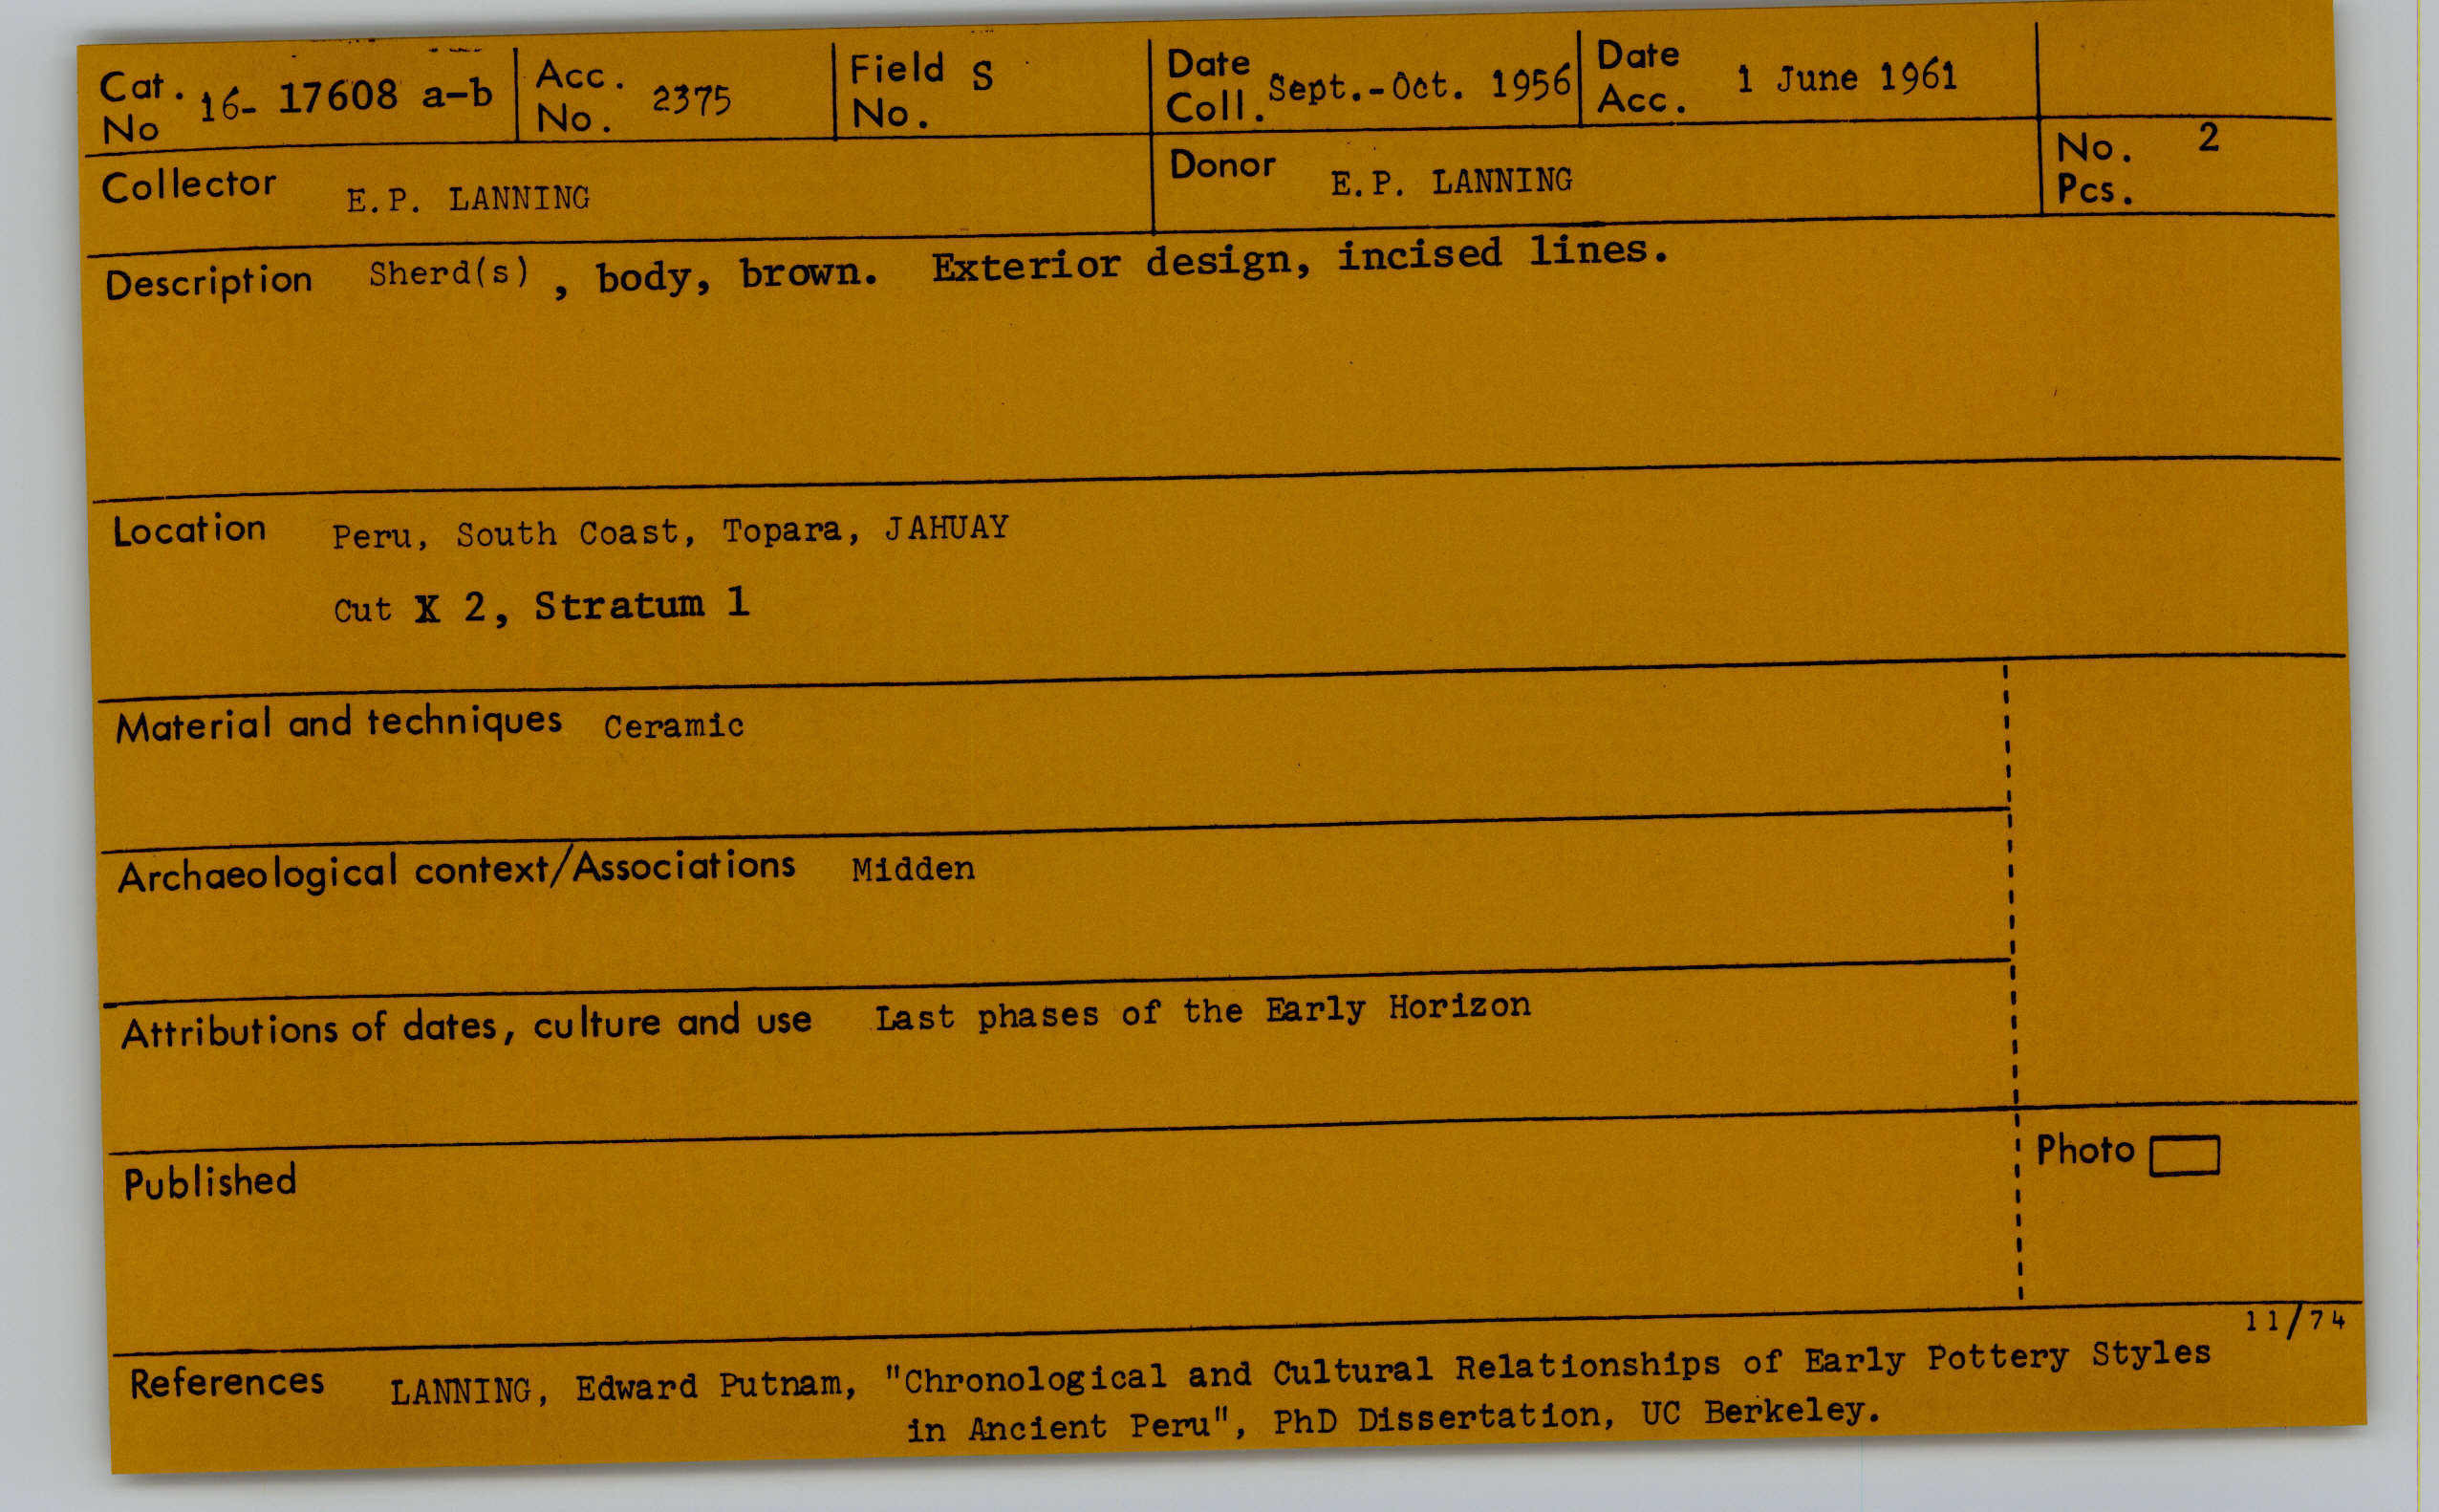 Cat. No 16- 17608 a-b Acc. No. 2375 Field No. S Date Coll. Sept.-Oct. 1956 Date Acc. 1 June 1961
Collector E.P. LANNING Donor E.P. LANNING No. Pcs. 2
Description Sherd(s) , body, brown. Exterior design, incised lines.
Location Peru, South Coast, Topara, JAHUAY
Cut X 2, Stratum 1
Material and techniques Ceramic
Archaeological context/Associations Midden
Attributions of dates, culture and use Last phases of the Early Horizon
Published Photo
11/74
References LANNING, Edward Putnam, "Chronological and Cultural Relationships of Early Pottery Styles
in Ancient Peru", PhD Dissertation, UC Berkeley.